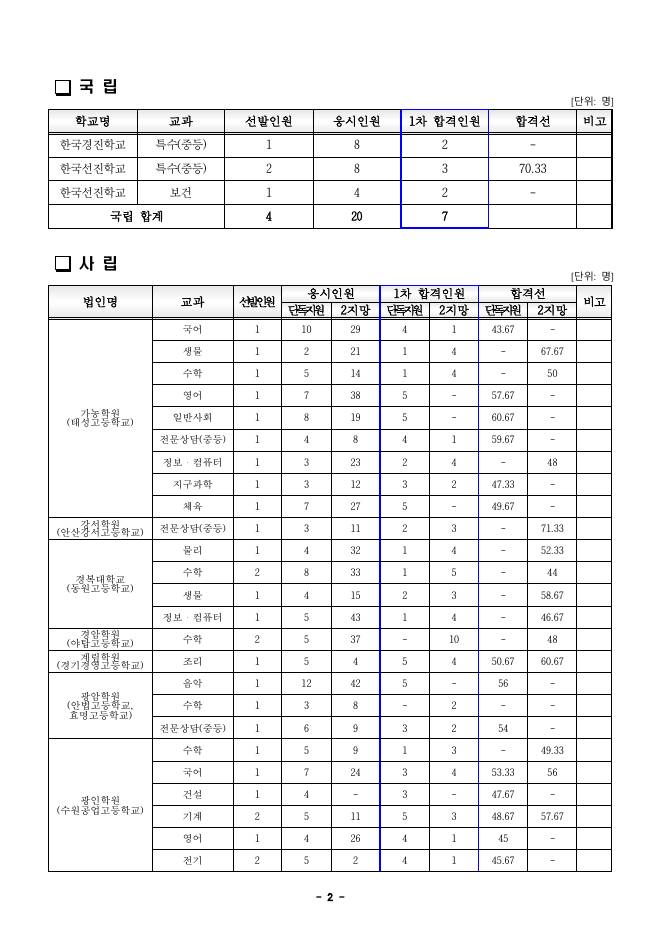 ❏ 국 립
[단위: 명]
학교명 교과 선발인원 응시인원 1차 합격인원 합격선 비고
한국경진학교 특수(중등) 1 8 2 -
한국선진학교 특수(중등) 2 8 3 70.33
한국선진학교 보건 1 4 2 -
국립 합계 4 20 7
❏ 사 립
[단위: 명]
법인명 교과 선발인원 응시인원 1차 합격인원 합격선 비고
단독지원 2지망 단독지원 2지망 단독지원 2지망
가농학원
(태성고등학교)
국어 1 10 29 4 1 43.67 -
생물 1 2 21 1 4 - 67.67
수학 1 5 14 1 4 - 50
영어 1 7 38 5 - 57.67 -
일반사회 1 8 19 5 - 60.67 -
전문상담(중등) 1 4 8 4 1 59.67 -
정보·컴퓨터 1 3 23 2 4 - 48
지구과학 1 3 12 3 2 47.33 -
체육 1 7 27 5 - 49.67 -
강서학원
(안산강서고등학교)
전문상담(중등) 1 3 11 2 3 - 71.33
경복대학교
(동원고등학교)
물리 1 4 32 1 4 - 52.33
수학 2 8 33 1 5 - 44
생물 1 4 15 2 3 - 58.67
정보·컴퓨터 1 5 43 1 4 - 46.67
경암학원
(야탑고등학교)
수학 2 5 37 - 10 - 48
계림학원
(경기경영고등학교)
조리 1 5 4 5 4 50.67 60.67
광암학원
(안법고등학교,
효명고등학교)
음악 1 12 42 5 - 56 -
수학 1 3 8 - 2 - -
전문상담(중등) 1 6 9 3 2 54 -
광인학원
(수원공업고등학교)
수학 1 5 9 1 3 - 49.33
국어 1 7 24 3 4 53.33 56
건설 1 4 - 3 - 47.67 -
기계 2 5 11 5 3 48.67 57.67
영어 1 4 26 4 1 45 -
전기 2 5 2 4 1 45.67 -
- 2 -